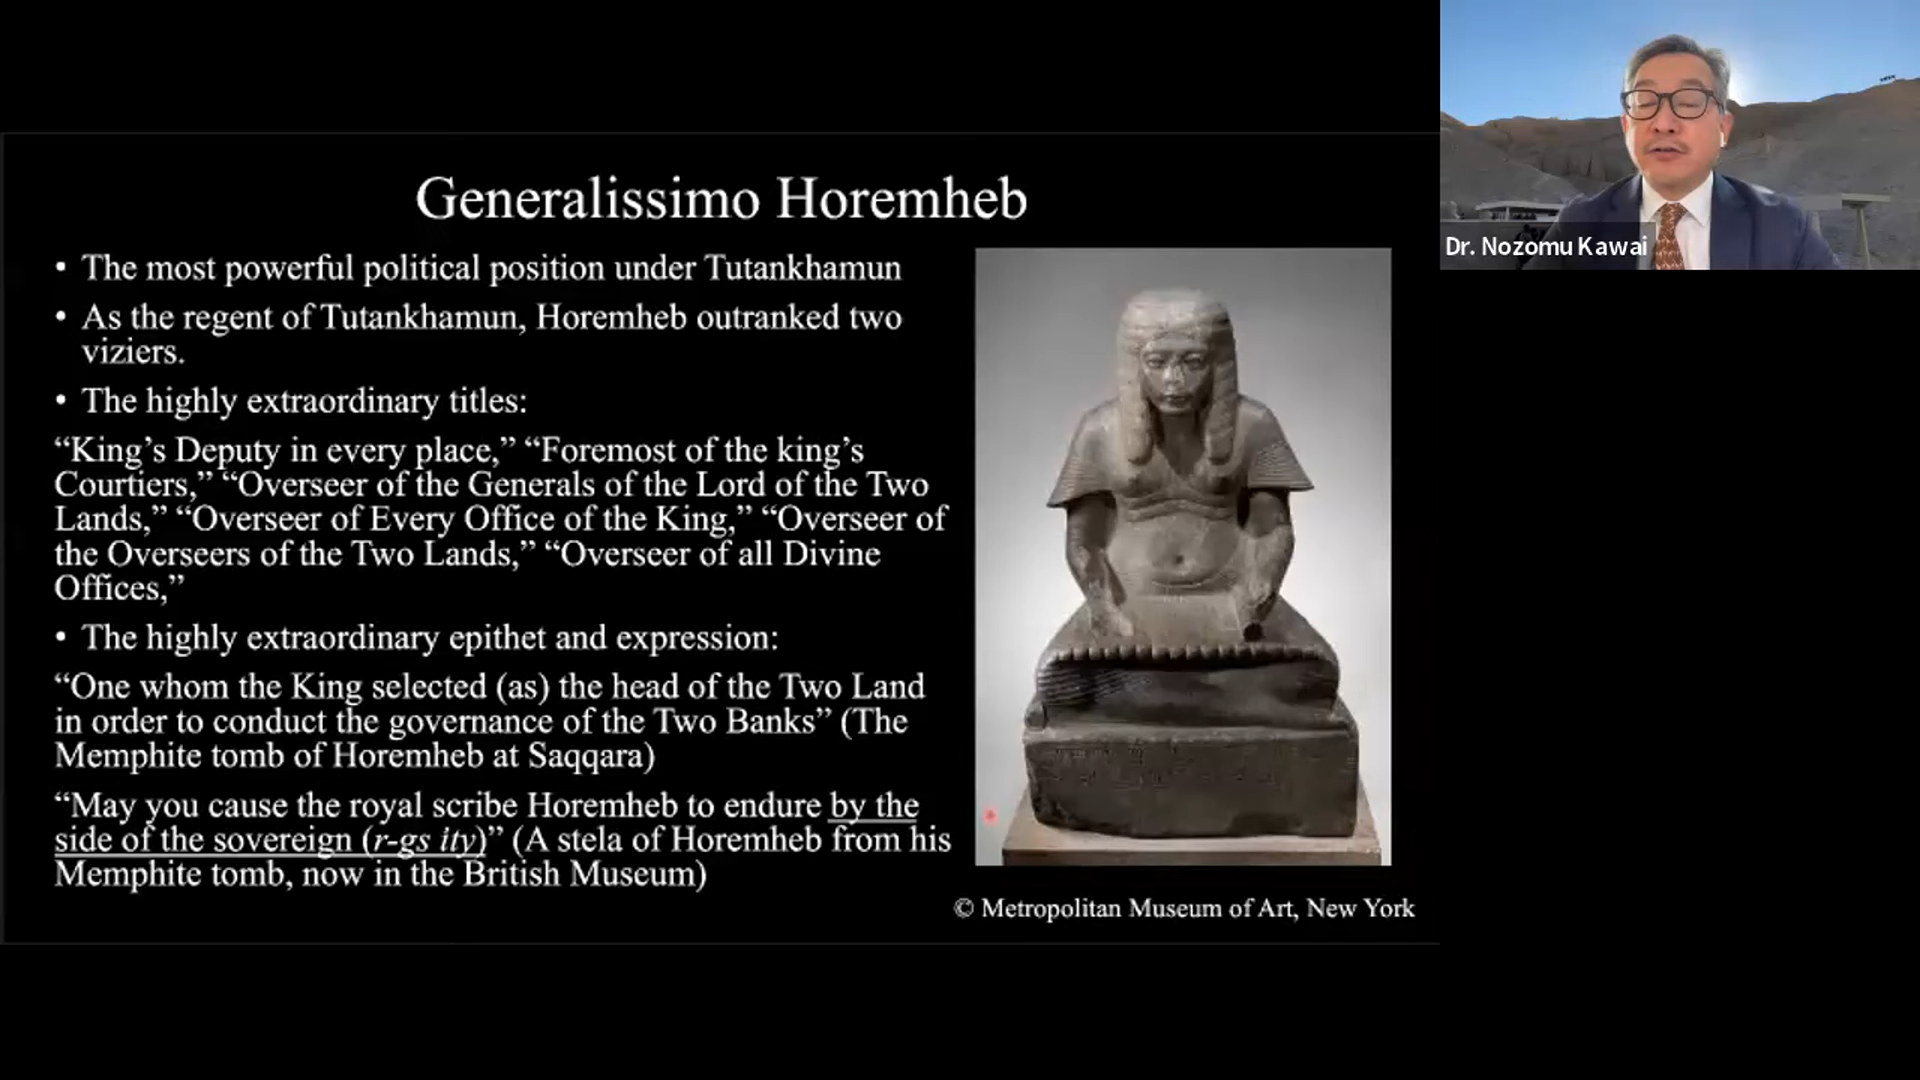 Generalissimo Horemheb
• The most powerful political position under Tutankhamun
• As the regent of Tutankhamun, Horemheb outranked two
viziers.
• The highly extraordinary titles:
“King’s Deputy in every place,” “Foremost of the king’s
Courtiers,” “Overseer of the Generals of the Lord of the Two
Lands,” “Overseer of Every Office of the King,” “Overseer of
the Overseers of the Two Lands,” “Overseer of all Divine
Offices,”
• The highly extraordinary epithet and expression:
“One whom the King selected (as) the head of the Two Land
in order to conduct the governance of the Two Banks” (The
Memphite tomb of Horemheb at Saqqara)
“May you cause the royal scribe Horemheb to endure by the
side of the sovereign (r-gs ity)” (A stela of Horemheb from his
Memphite tomb, now in the British Museum)
© Metropolitan Museum of Art, New York
Dr. Nozomu Kawai